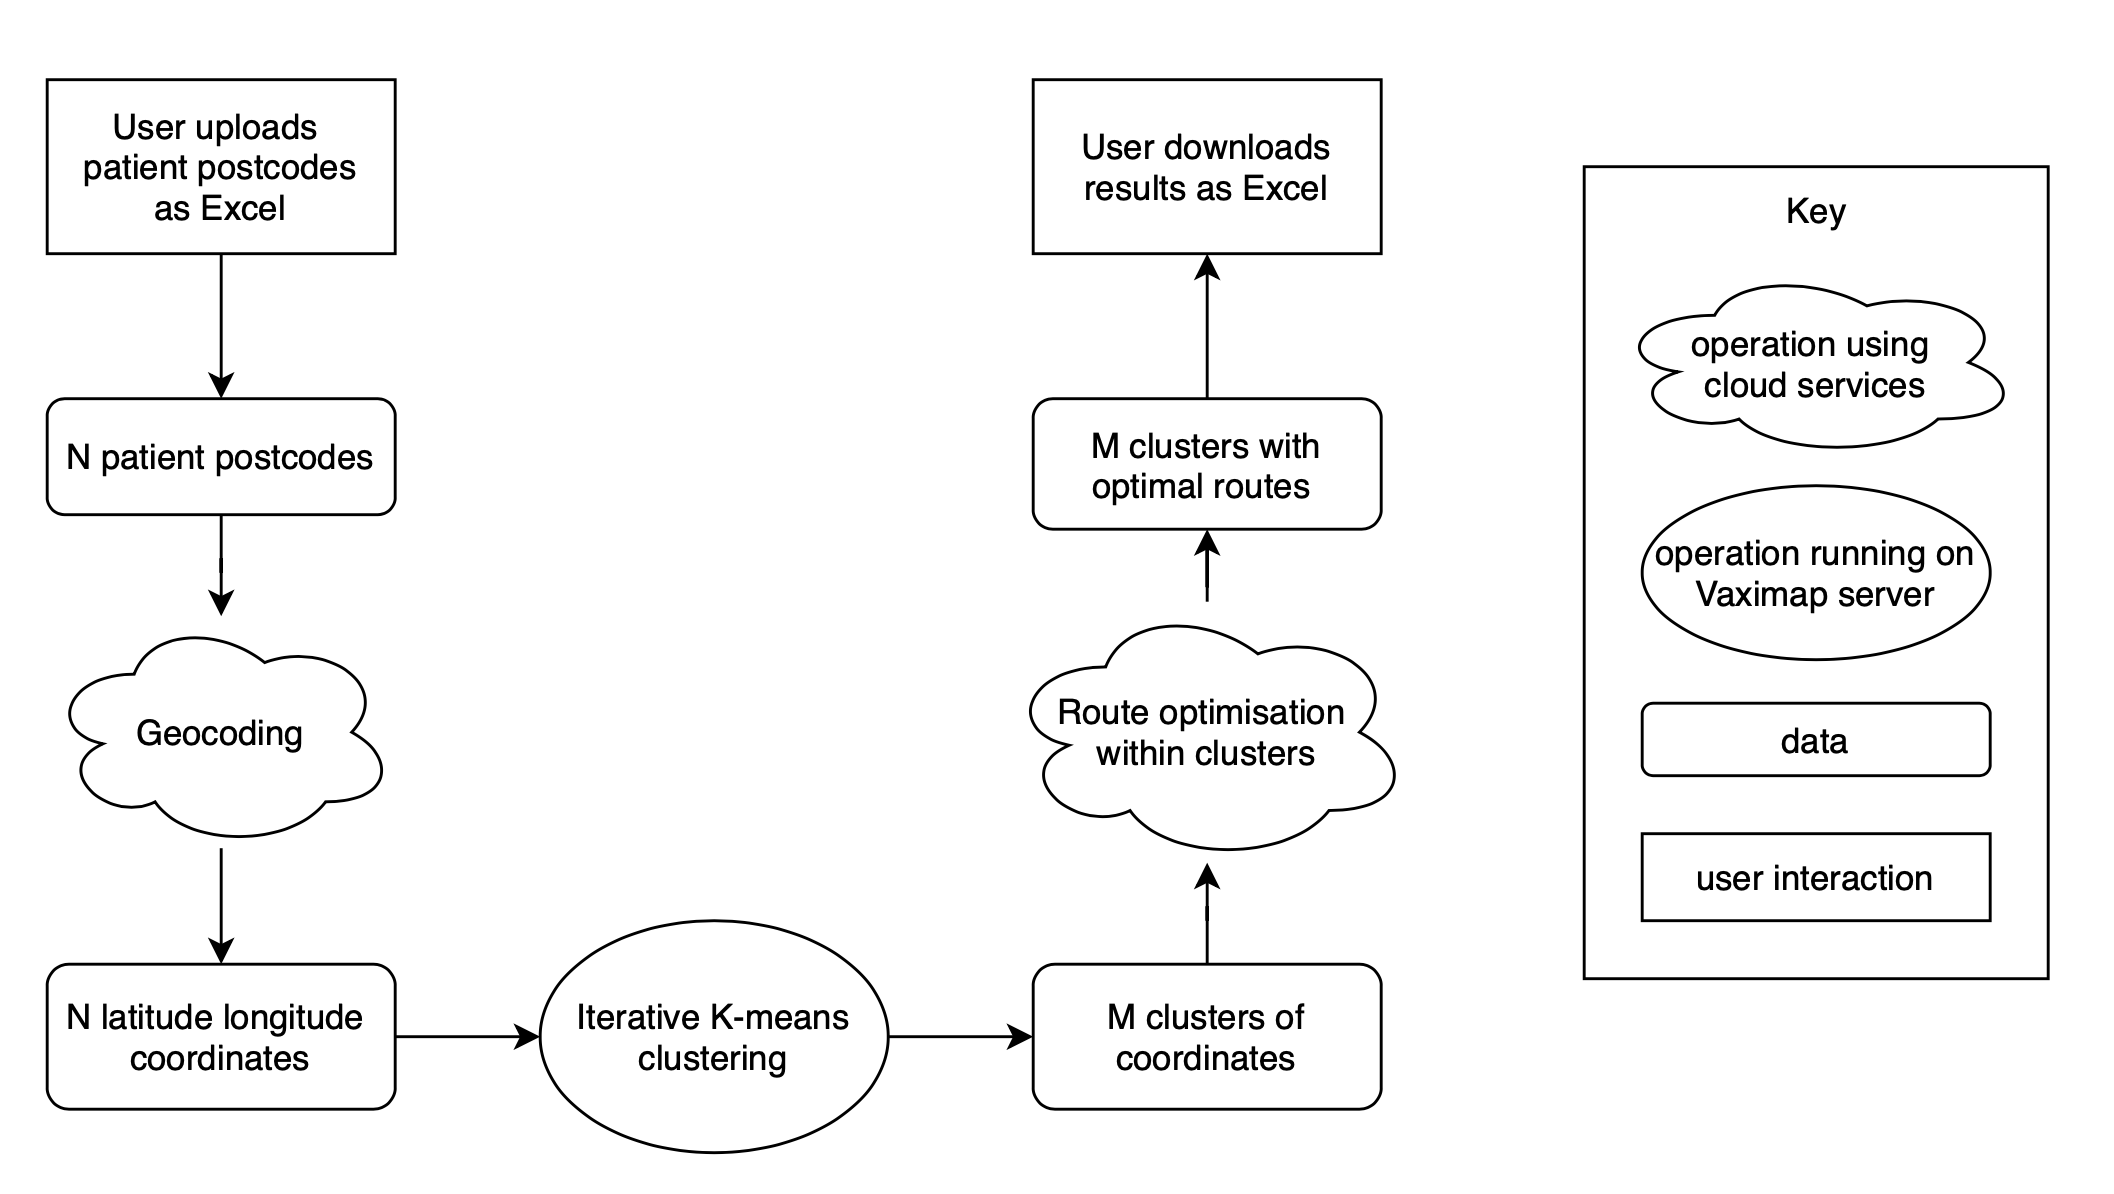 User uploads
patient postcodes
as Excel
N patient postcodes
Geocoding
N latitude longitude
coordinates
Iterative K-means
clustering
M clusters of
coordinates
Route optimisation
within clusters
M clusters with
optimal routes
User downloads
results as Excel
Key
operation using
cloud services
operation running on
Vaximap server
data
user interaction